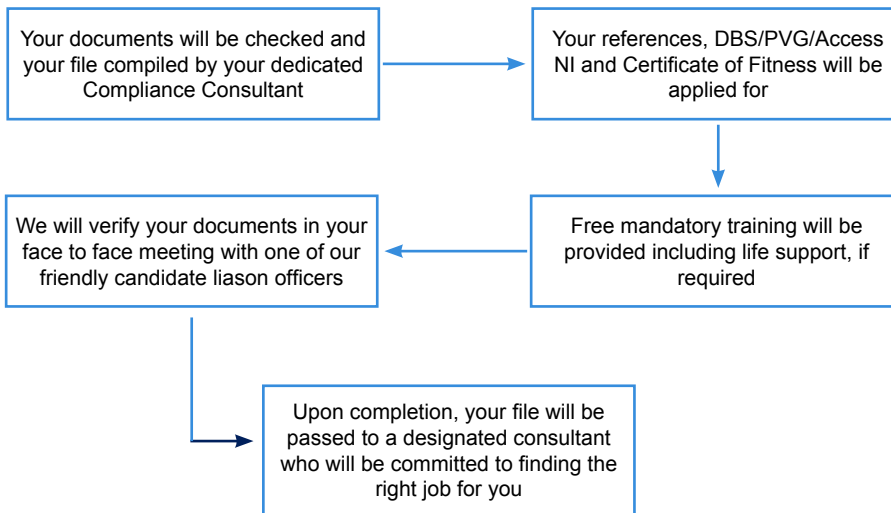 Your documents will be checked and
your file compiled by your dedicated
Compliance Consultant
Your references, DBS/PVG/Access
NI and Certificate of Fitness will be
applied for
Free mandatory training will be
provided including life support, if
required
We will verify your documents in your
face to face meeting with one of our
friendly candidate liason officers
Upon completion, your file will be
passed to a designated consultant
who will be committed to finding the
right job for you